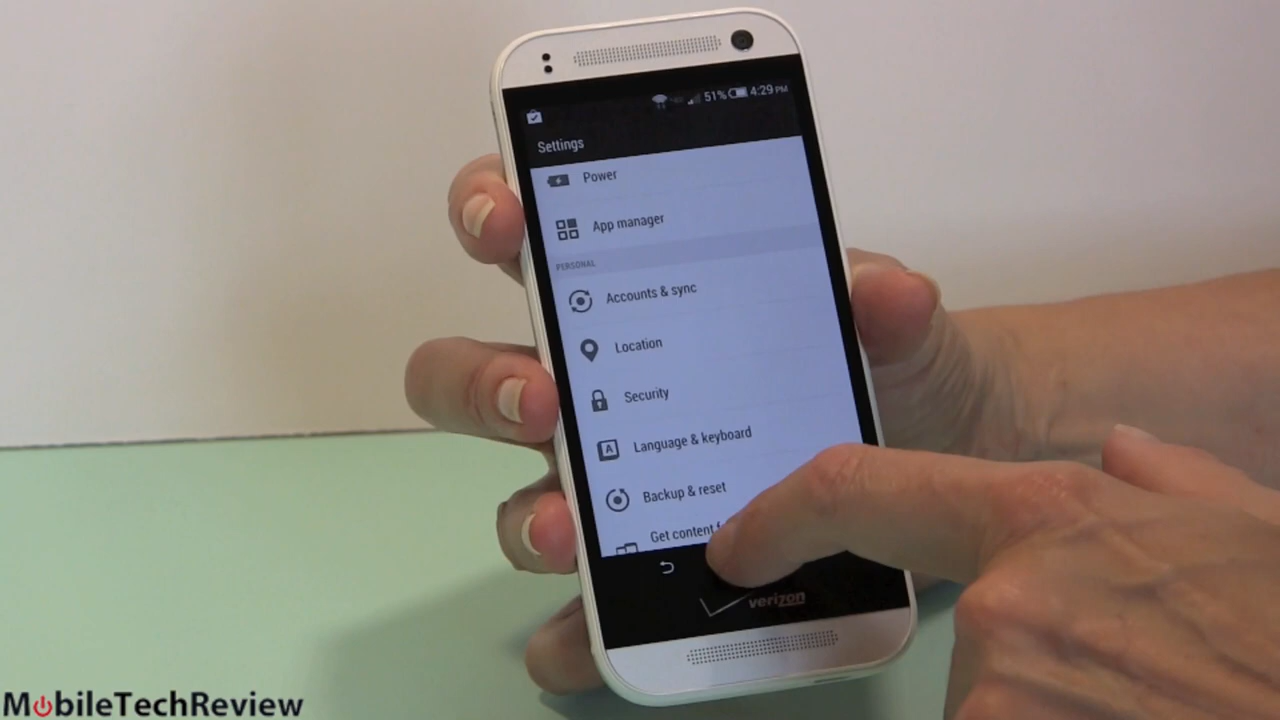 51% 4:29 PM
Settings
Power
App manager
PERSONAL
Accounts & sync
Location
Security
Language & keyboard
Backup & reset
Get content
verizon
MobileTechReview